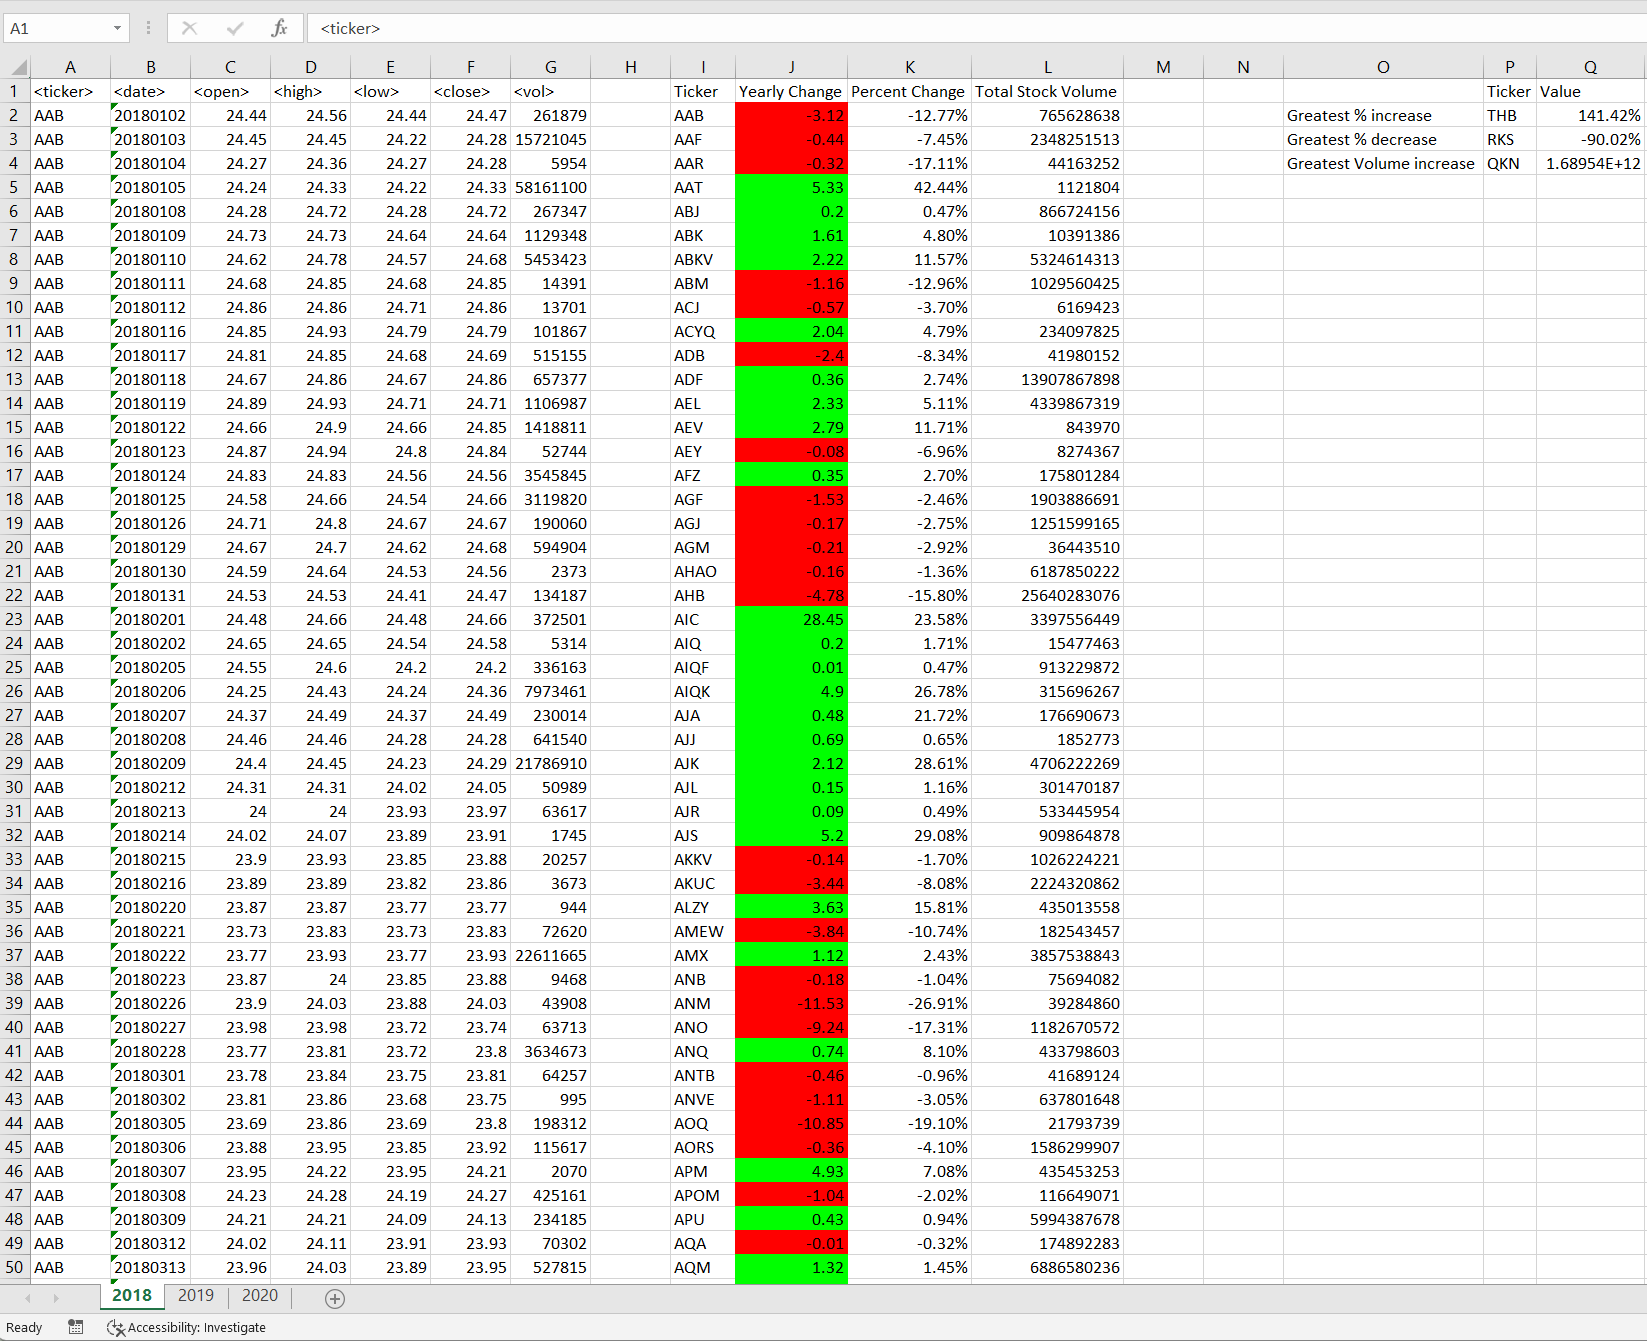 A1 fx <ticker>
A B C D E F G H I J K L M N O P Q
1 <ticker> <date> <open> <high> <low> <close> <vol> Ticker Yearly Change Percent Change Total Stock Volume Ticker Value
2 AAB 20180102 24.44 24.56 24.44 24.47 261879 AAB -3.12 -12.77% 765628638 Greatest % increase THB 141.42%
3 AAB 20180103 24.45 24.45 24.22 24.28 15721045 AAF -0.44 -7.45% 2348251513 Greatest % decrease RKS -90.02%
4 AAB 20180104 24.27 24.36 24.27 24.28 5954 AAR -0.32 -17.11% 44163252 Greatest Volume increase QKN 1.68954E+12
5 AAB 20180105 24.24 24.33 24.22 24.33 58161100 AAT 5.33 42.44% 1121804
6 AAB 20180108 24.28 24.72 24.28 24.72 267347 ABJ 0.2 0.47% 866724156
7 AAB 20180109 24.73 24.73 24.64 24.64 1129348 ABK 1.61 4.80% 10391386
8 AAB 20180110 24.62 24.78 24.57 24.68 5453423 ABKV 2.22 11.57% 5324614313
9 AAB 20180111 24.68 24.85 24.68 24.85 14391 ABM -1.16 -12.96% 1029560425
10 AAB 20180112 24.86 24.86 24.71 24.86 13701 ACJ -0.57 -3.70% 6169423
11 AAB 20180116 24.85 24.93 24.79 24.79 101867 ACYQ 2.04 4.79% 234097825
12 AAB 20180117 24.81 24.85 24.68 24.69 515155 ADB -2.4 -8.34% 41980152
13 AAB 20180118 24.67 24.86 24.67 24.86 657377 ADF 0.36 2.74% 13907867898
14 AAB 20180119 24.89 24.93 24.71 24.71 1106987 AEL 2.33 5.11% 4339867319
15 AAB 20180122 24.66 24.9 24.66 24.85 1418811 AEV 2.79 11.71% 843970
16 AAB 20180123 24.87 24.94 24.8 24.84 52744 AEY -0.08 -6.96% 8274367
17 AAB 20180124 24.83 24.83 24.56 24.56 3545845 AFZ 0.35 2.70% 175801284
18 AAB 20180125 24.58 24.66 24.54 24.66 3119820 AGF -1.53 -2.46% 1903886691
19 AAB 20180126 24.71 24.8 24.67 24.67 190060 AGJ -0.17 -2.75% 1251599165
20 AAB 20180129 24.67 24.7 24.62 24.68 594904 AGM -0.21 -2.92% 36443510
21 AAB 20180130 24.59 24.64 24.53 24.56 2373 AHAO -0.16 -1.36% 6187850222
22 AAB 20180131 24.53 24.53 24.41 24.47 134187 AHB -4.78 -15.80% 25640283076
23 AAB 20180201 24.48 24.66 24.48 24.66 372501 AIC 28.45 23.58% 3397556449
24 AAB 20180202 24.65 24.65 24.54 24.58 5314 AIQ 0.2 1.71% 15477463
25 AAB 20180205 24.55 24.6 24.2 24.2 336163 AIQF 0.01 0.47% 913229872
26 AAB 20180206 24.25 24.43 24.24 24.36 7973461 AIQK 4.9 26.78% 315696267
27 AAB 20180207 24.37 24.49 24.37 24.49 230014 AJA 0.48 21.72% 176690673
28 AAB 20180208 24.46 24.46 24.28 24.28 641540 AJJ 0.69 0.65% 1852773
29 AAB 20180209 24.4 24.45 24.23 24.29 21786910 AJK 2.12 28.61% 4706222269
30 AAB 20180212 24.31 24.31 24.02 24.05 50989 AJL 0.15 1.16% 301470187
31 AAB 20180213 24 24 23.93 23.97 63617 AJR 0.09 0.49% 533445954
32 AAB 20180214 24.02 24.07 23.89 23.91 1745 AJS 5.2 29.08% 909864878
33 AAB 20180215 23.9 23.93 23.85 23.88 20257 AKKV -0.14 -1.70% 1026224221
34 AAB 20180216 23.89 23.89 23.82 23.86 3673 AKUC -3.44 -8.08% 2224320862
35 AAB 20180220 23.87 23.87 23.77 23.77 944 ALZY 3.63 15.81% 435013558
36 AAB 20180221 23.73 23.83 23.73 23.83 72620 AMEW -3.84 -10.74% 182543457
37 AAB 20180222 23.77 23.93 23.77 23.93 22611665 AMX 1.12 2.43% 3857538843
38 AAB 20180223 23.87 24 23.85 23.88 9468 ANB -0.18 -1.04% 75694082
39 AAB 20180226 23.9 24.03 23.88 24.03 43908 ANM -11.53 -26.91% 39284860
40 AAB 20180227 23.98 23.98 23.72 23.74 63713 ANO -9.24 -17.31% 1182670572
41 AAB 20180228 23.77 23.81 23.72 23.8 3634673 ANQ 0.74 8.10% 433798603
42 AAB 20180301 23.78 23.84 23.75 23.81 64257 ANTB -0.46 -0.96% 41689124
43 AAB 20180302 23.81 23.86 23.68 23.75 995 ANVE -1.11 -3.05% 637801648
44 AAB 20180305 23.69 23.86 23.69 23.8 198312 AOQ -10.85 -19.10% 21793739
45 AAB 20180306 23.88 23.95 23.85 23.92 115617 AORS -0.36 -4.10% 1586299907
46 AAB 20180307 23.95 24.22 23.95 24.21 2070 APM 4.93 7.08% 435453253
47 AAB 20180308 24.23 24.28 24.19 24.27 425161 APOM -1.04 -2.02% 116649071
48 AAB 20180309 24.21 24.21 24.09 24.13 234185 APU 0.43 0.94% 5994387678
49 AAB 20180312 24.02 24.11 23.91 23.93 70302 AQA -0.01 -0.32% 174892283
50 AAB 20180313 23.96 24.03 23.89 23.95 527815 AQM 1.32 1.45% 6886580236
2018 2019 2020
Ready Accessibility: Investigate